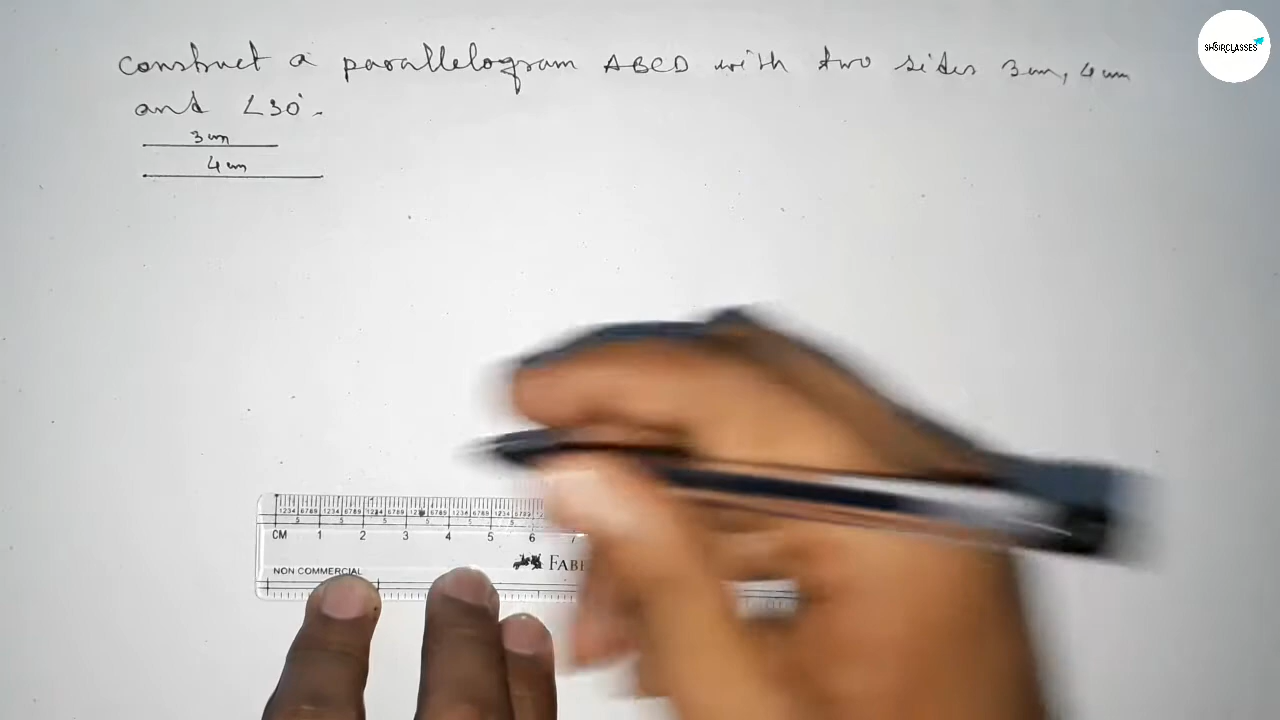 construct a parallelogram ABCD with two sides 3cm, 4cm
and ∠30°.
3cm
4cm
SHSIRCLASSES
CM 1 2 3 4 5 6 7
FABE
NON COMMERCIAL